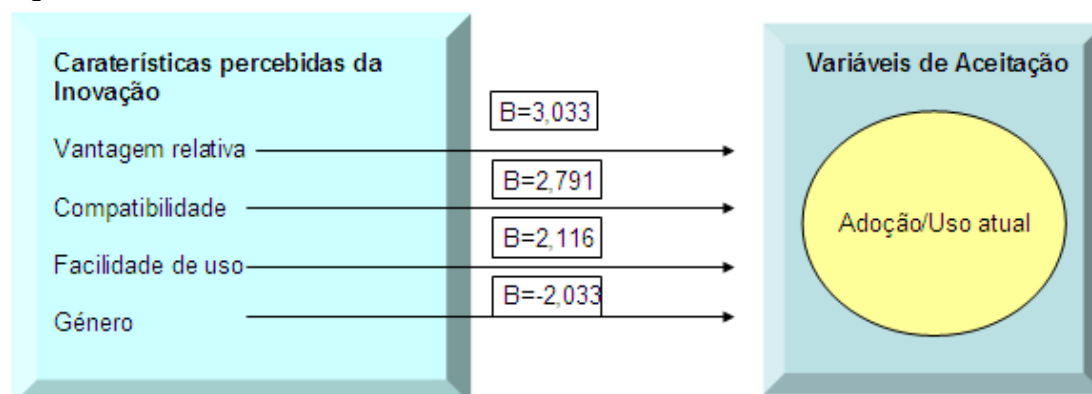 Caraterísticas percebidas da
Inovação
Vantagem relativa
Compatibilidade
Facilidade de uso
Género
B=3,033
B=2,791
B=2,116
B=-2,033
Variáveis de Aceitação
Adoção/Uso atual